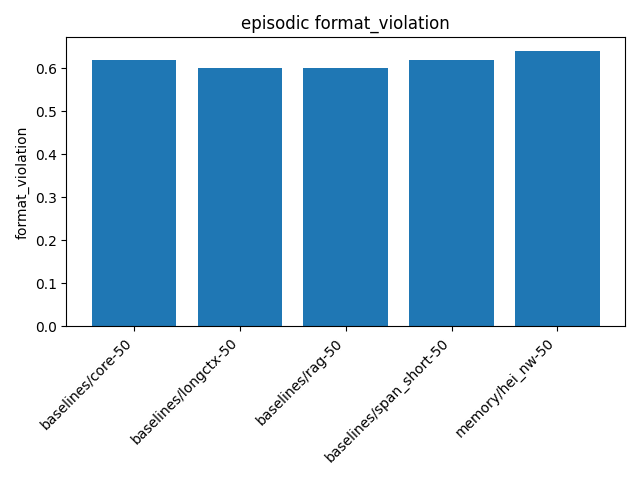 episodic format_violation
format_violation
0.6
0.5
0.4
0.3
0.2
0.1
0.0
baselines/core-50
baselines/longctx-50
baselines/rag-50
baselines/span_short-50
memory/hei_nw-50